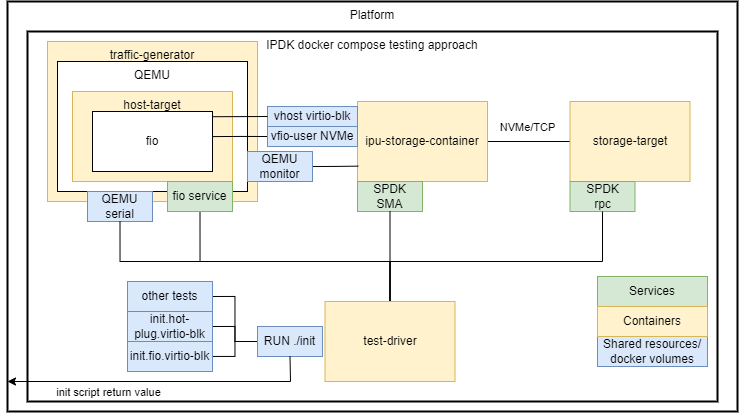 Platform
IPDK docker compose testing approach
traffic-generator
QEMU
host-target
fio
vhost virtio-blk
vfio-user NVMe
QEMU
monitor
ipu-storage-container
NVMe/TCP
storage-target
QEMU
serial
fio service
SPDK
SMA
SPDK
rpc
other tests
init.hot-
plug.virtio-blk
init.fio.virtio-blk
RUN ./init
test-driver
Services
Containers
Shared resources/
docker volumes
init script return value